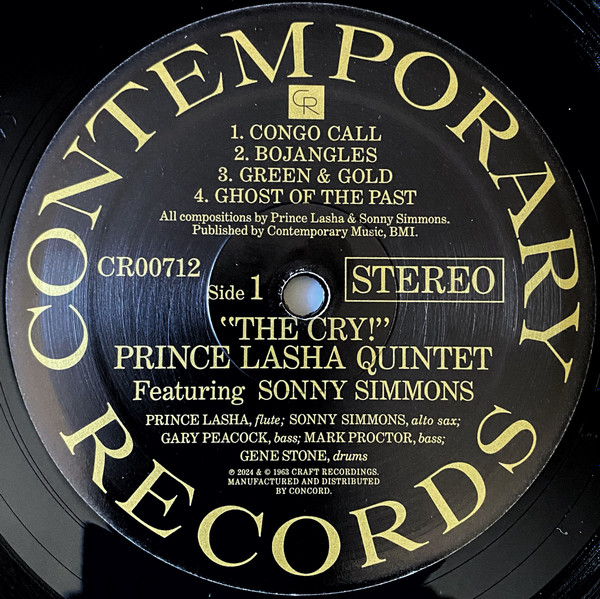 CONTEMPORARY
CR
1. CONGO CALL
2. BOJANGLES
3. GREEN & GOLD
4. GHOST OF THE PAST
All compositions by Prince Lasha & Sonny Simmons.
Published by Contemporary Music, BMI.
CR00712
Side 1
STEREO
“THE CRY!”
PRINCE LASHA QUINTET
Featuring SONNY SIMMONS
PRINCE LASHA, flute; SONNY SIMMONS, alto sax;
GARY PEACOCK, bass; MARK PROCTOR, bass;
GENE STONE, drums
℗ 2024 & © 1963 CRAFT RECORDINGS.
MANUFACTURED AND DISTRIBUTED
BY CONCORD.
RECORDS